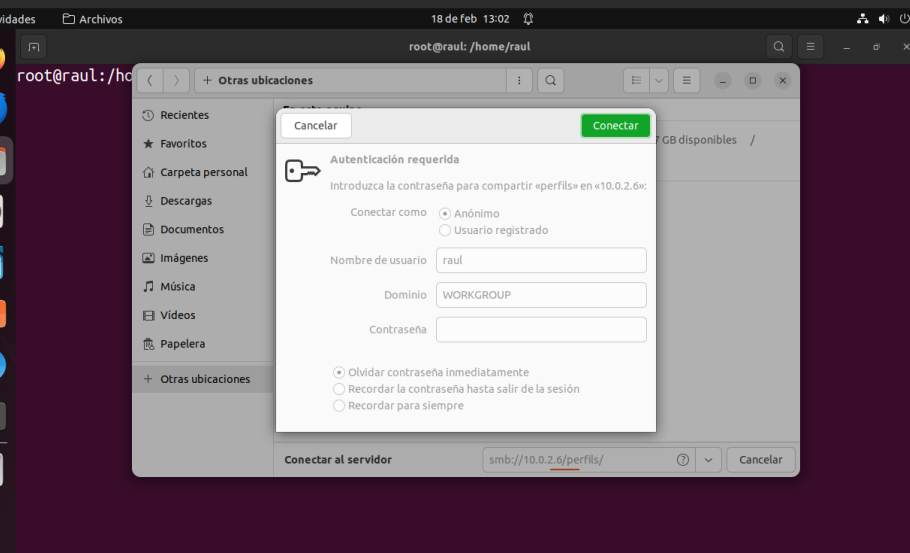 vidades Archivos 18 de feb 13:02
root@raul: /home/raul
root@raul:/ho
+ Otras ubicaciones
Recientes
Favoritos
Carpeta personal
Descargas
Documentos
Imágenes
Música
Vídeos
Papelera
+ Otras ubicaciones
En este equipo
GB disponibles /
Cancelar Conectar
Autenticación requerida
Introduzca la contraseña para compartir «perfils» en «10.0.2.6»:
Conectar como Anónimo
Usuario registrado
Nombre de usuario raul
Dominio WORKGROUP
Contraseña
Olvidar contraseña inmediatamente
Recordar la contraseña hasta salir de la sesión
Recordar para siempre
Conectar al servidor smb://10.0.2.6/perfils/ Cancelar